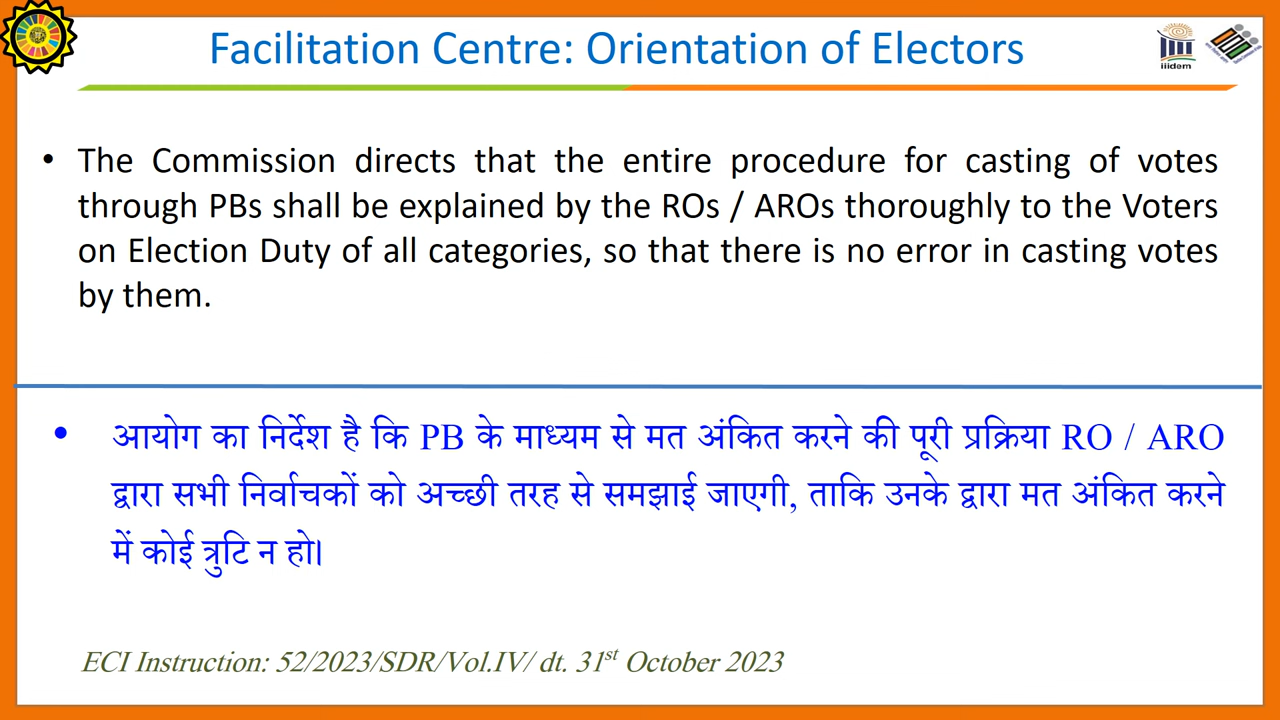 Facilitation Centre: Orientation of Electors
iiidem
• The Commission directs that the entire procedure for casting of votes
through PBs shall be explained by the ROs / AROs thoroughly to the Voters
on Election Duty of all categories, so that there is no error in casting votes
by them.
• आयोग का निर्देश है कि PB के माध्यम से मत अंकित करने की पूरी प्रक्रिया RO / ARO
द्वारा सभी निर्वाचकों को अच्छी तरह से समझाई जाएगी, ताकि उनके द्वारा मत अंकित करने
में कोई त्रुटि न हो।
ECI Instruction: 52/2023/SDR/Vol.IV/ dt. 31st October 2023